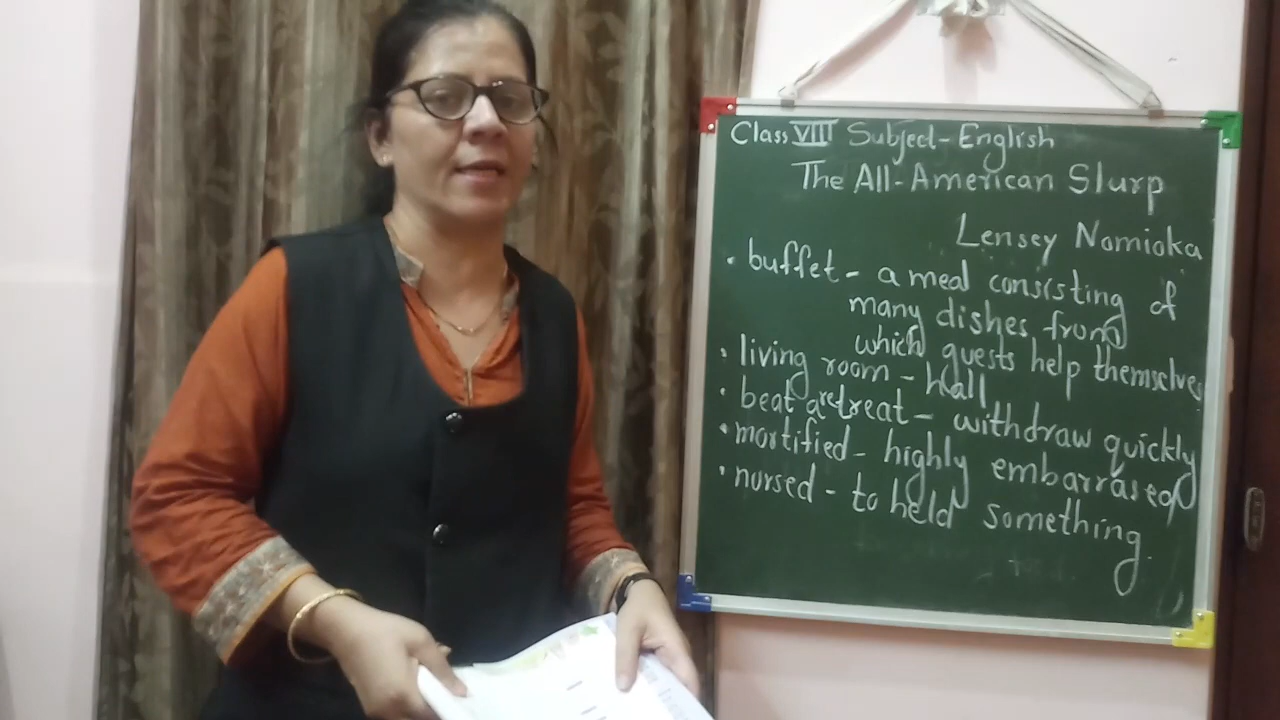 Class VIII Subject-English
The All-American Slurp
Lensey Namioka
• buffet - a meal consisting of
many dishes from
which guests help themselves
• living room - hall
• beat a retreat - withdraw quickly
• mortified - highly embarrased
• nursed - to held something.